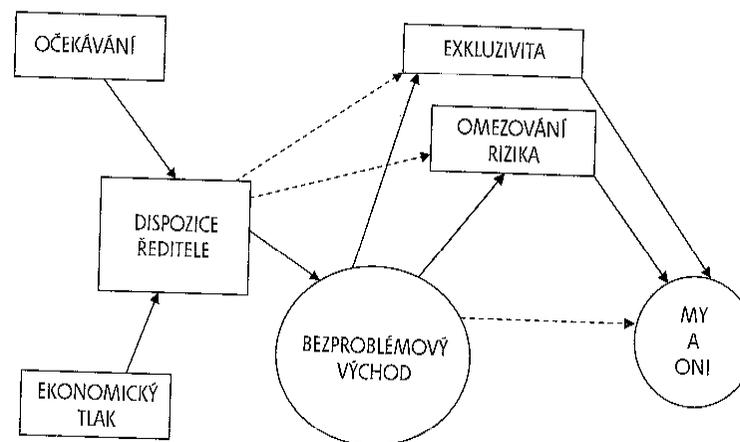 OČEKÁVÁNÍ
EXKLUZIVITA
OMEZOVÁNÍ
RIZIKA
DISPOZICE
ŘEDITELE
BEZPROBLÉMOVÝ
VÝCHOD
MY
A
ONI
EKONOMICKÝ
TLAK